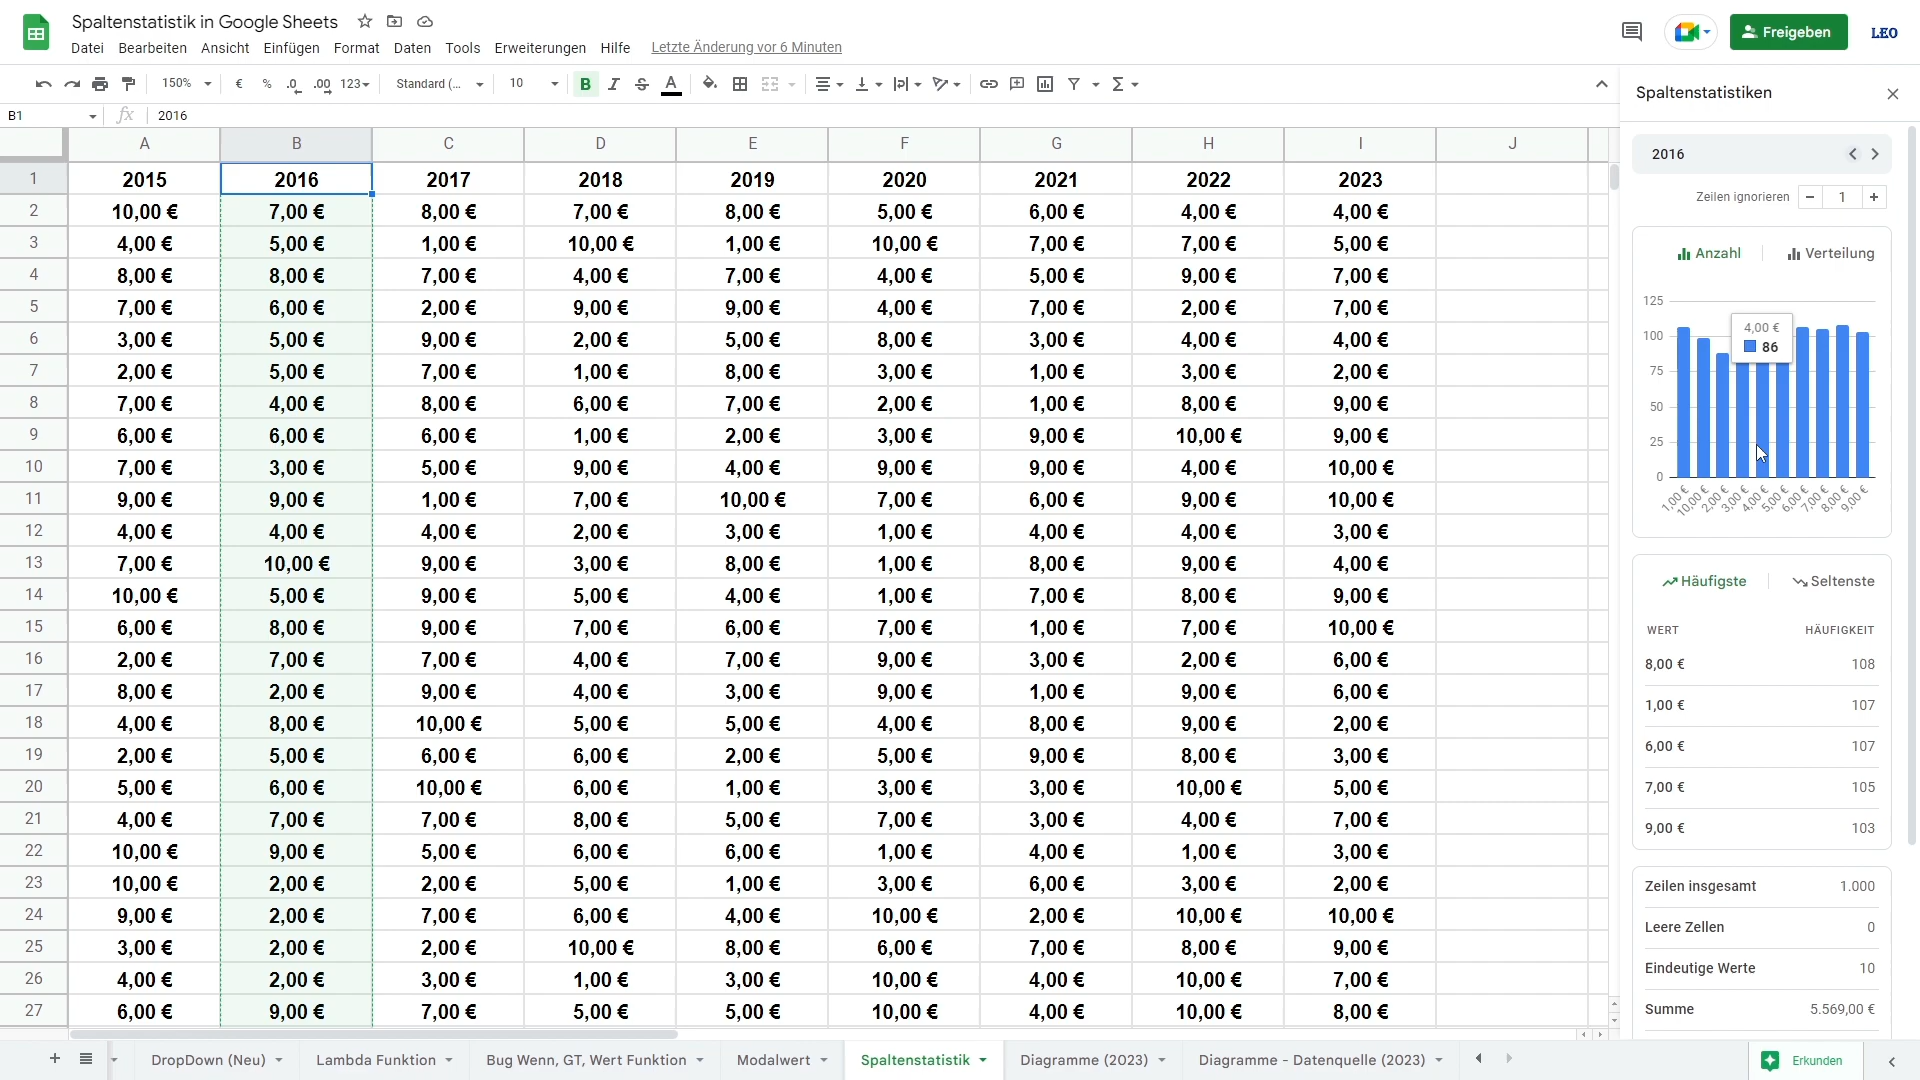 Spaltenstatistik in Google Sheets
Datei Bearbeiten Ansicht Einfügen Format Daten Tools Erweiterungen Hilfe Letzte Änderung vor 6 Minuten
Freigeben
LEO
150% € % .0 .00 123 Standard (... 10 B I S A Σ
Spaltenstatistiken
B1 fx 2016
A B C D E F G H I J
1 2015 2016 2017 2018 2019 2020 2021 2022 2023
2 10,00 € 7,00 € 8,00 € 7,00 € 8,00 € 5,00 € 6,00 € 4,00 € 4,00 €
3 4,00 € 5,00 € 1,00 € 10,00 € 1,00 € 10,00 € 7,00 € 7,00 € 5,00 €
4 8,00 € 8,00 € 7,00 € 4,00 € 7,00 € 4,00 € 5,00 € 9,00 € 7,00 €
5 7,00 € 6,00 € 2,00 € 9,00 € 9,00 € 4,00 € 7,00 € 2,00 € 7,00 €
6 3,00 € 5,00 € 9,00 € 2,00 € 5,00 € 8,00 € 3,00 € 4,00 € 4,00 €
7 2,00 € 5,00 € 7,00 € 1,00 € 8,00 € 3,00 € 1,00 € 3,00 € 2,00 €
8 7,00 € 4,00 € 8,00 € 6,00 € 7,00 € 2,00 € 1,00 € 8,00 € 9,00 €
9 6,00 € 6,00 € 6,00 € 1,00 € 2,00 € 3,00 € 9,00 € 10,00 € 9,00 €
10 7,00 € 3,00 € 5,00 € 9,00 € 4,00 € 9,00 € 9,00 € 4,00 € 10,00 €
11 9,00 € 9,00 € 1,00 € 7,00 € 10,00 € 7,00 € 6,00 € 9,00 € 10,00 €
12 4,00 € 4,00 € 4,00 € 2,00 € 3,00 € 1,00 € 4,00 € 4,00 € 3,00 €
13 7,00 € 10,00 € 9,00 € 3,00 € 8,00 € 1,00 € 8,00 € 9,00 € 4,00 €
14 10,00 € 5,00 € 9,00 € 5,00 € 4,00 € 1,00 € 7,00 € 8,00 € 9,00 €
15 6,00 € 8,00 € 9,00 € 7,00 € 6,00 € 7,00 € 1,00 € 7,00 € 10,00 €
16 2,00 € 7,00 € 7,00 € 4,00 € 7,00 € 9,00 € 3,00 € 2,00 € 6,00 €
17 8,00 € 2,00 € 9,00 € 4,00 € 3,00 € 9,00 € 1,00 € 9,00 € 6,00 €
18 4,00 € 8,00 € 10,00 € 5,00 € 5,00 € 4,00 € 8,00 € 9,00 € 2,00 €
19 2,00 € 5,00 € 6,00 € 6,00 € 2,00 € 5,00 € 9,00 € 8,00 € 3,00 €
20 5,00 € 6,00 € 10,00 € 6,00 € 1,00 € 3,00 € 3,00 € 10,00 € 5,00 €
21 4,00 € 7,00 € 7,00 € 8,00 € 5,00 € 7,00 € 3,00 € 4,00 € 7,00 €
22 10,00 € 9,00 € 5,00 € 6,00 € 6,00 € 1,00 € 4,00 € 1,00 € 3,00 €
23 10,00 € 2,00 € 2,00 € 5,00 € 1,00 € 3,00 € 6,00 € 3,00 € 2,00 €
24 9,00 € 2,00 € 7,00 € 6,00 € 4,00 € 10,00 € 2,00 € 10,00 € 10,00 €
25 3,00 € 2,00 € 2,00 € 10,00 € 8,00 € 6,00 € 7,00 € 8,00 € 9,00 €
26 4,00 € 2,00 € 3,00 € 1,00 € 3,00 € 10,00 € 4,00 € 10,00 € 7,00 €
27 6,00 € 9,00 € 7,00 € 5,00 € 5,00 € 10,00 € 4,00 € 10,00 € 8,00 €
2016
Zeilen ignorieren − 1 +
Anzahl Verteilung
125
100
75
50
25
0
4,00 €
86
1,00 € 10,00 € 2,00 € 3,00 € 4,00 € 5,00 € 6,00 € 7,00 € 8,00 € 9,00 €
Häufigste Seltenste
WERT HÄUFIGKEIT
8,00 € 108
1,00 € 107
6,00 € 107
7,00 € 105
9,00 € 103
Zeilen insgesamt 1.000
Leere Zellen 0
Eindeutige Werte 10
Summe 5.569,00 €
+ DropDown (Neu) Lambda Funktion Bug Wenn, GT, Wert Funktion Modalwert Spaltenstatistik Diagramme (2023) Diagramme - Datenquelle (2023) Erkunden